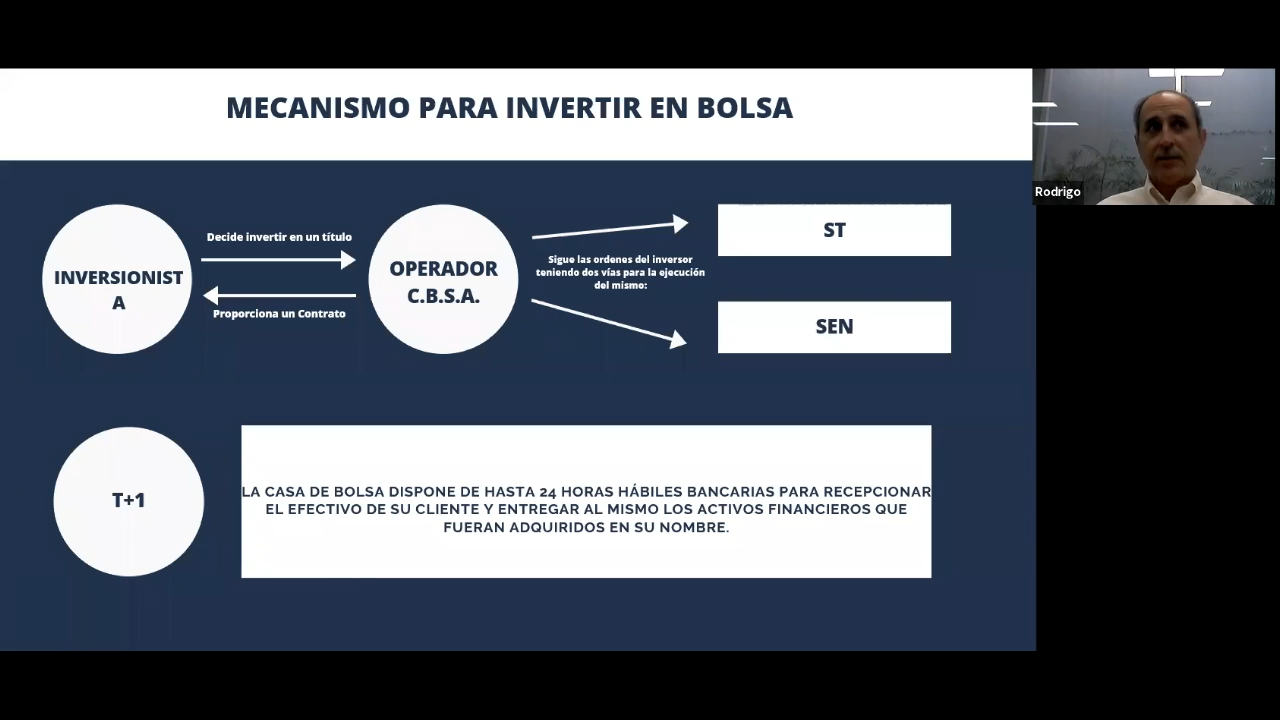 MECANISMO PARA INVERTIR EN BOLSA
Rodrigo
Decide invertir en un título
INVERSIONIST
A
Proporciona un Contrato
OPERADOR
C.B.S.A.
Sigue las ordenes del inversor
teniendo dos vías para la ejecución
del mismo:
ST
SEN
T+1
LA CASA DE BOLSA DISPONE DE HASTA 24 HORAS HÁBILES BANCARIAS PARA RECEPCIONAR
EL EFECTIVO DE SU CLIENTE Y ENTREGAR AL MISMO LOS ACTIVOS FINANCIEROS QUE
FUERAN ADQUIRIDOS EN SU NOMBRE.